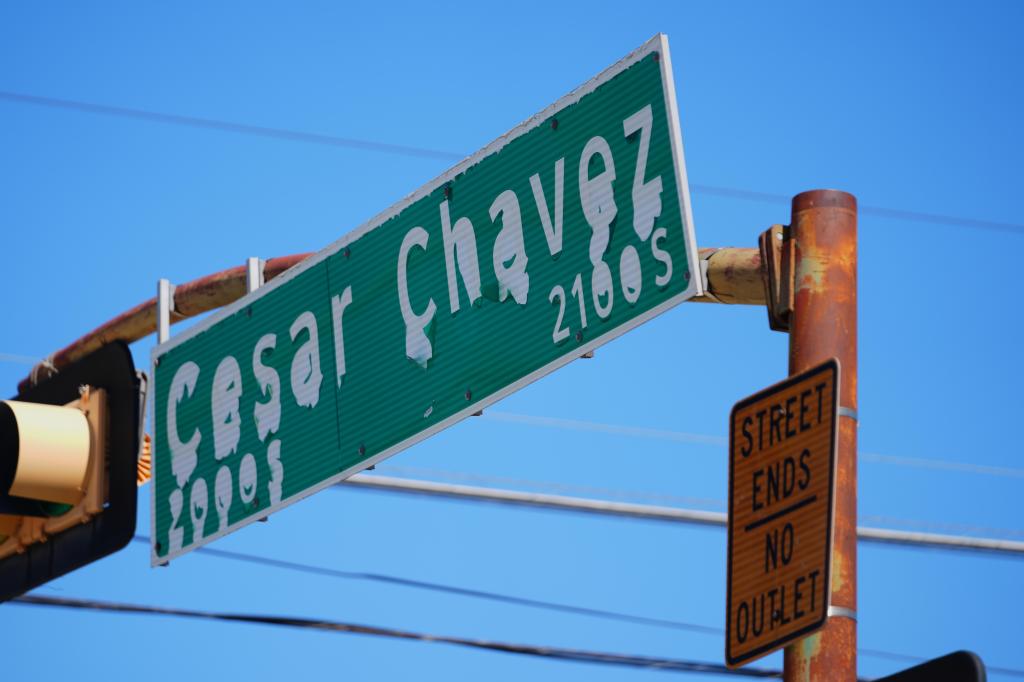 Cesar Chavez
2000s 2100s
STREET
ENDS
NO
OUTLET